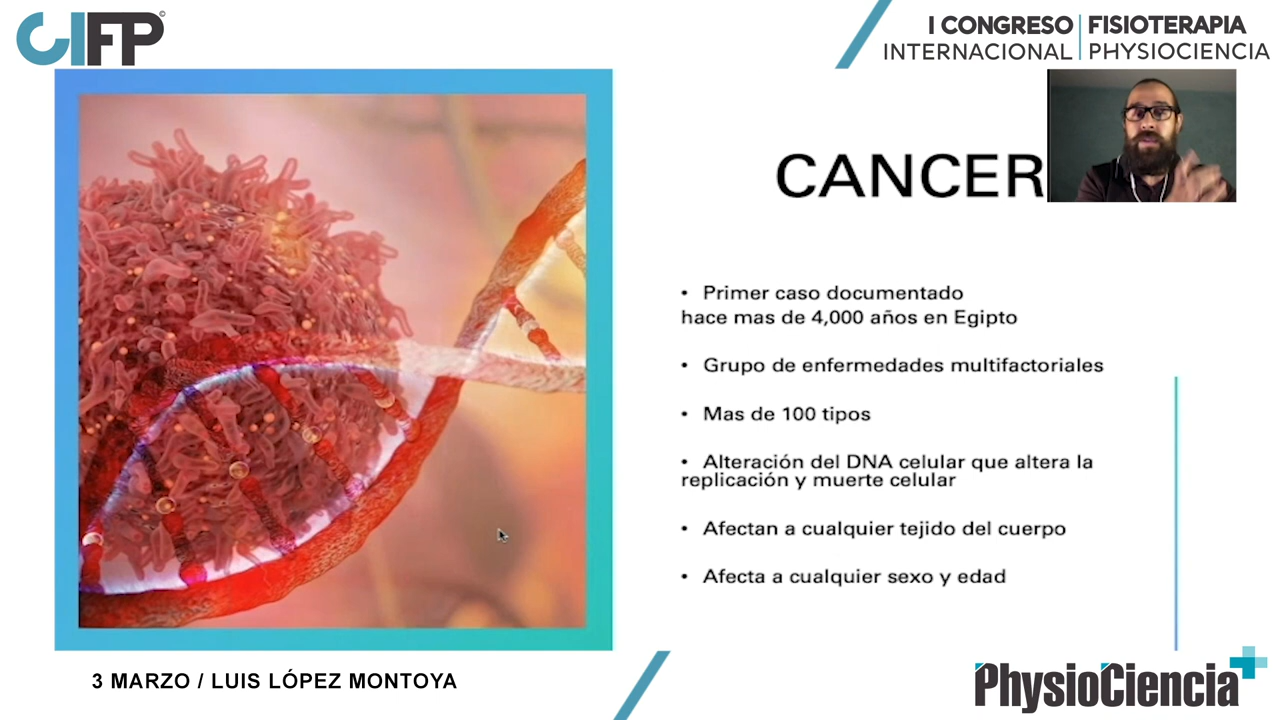 CIFP
I CONGRESO FISIOTERAPIA
INTERNACIONAL PHYSIOCIENCIA
CANCER
• Primer caso documentado
hace mas de 4,000 años en Egipto
• Grupo de enfermedades multifactoriales
• Mas de 100 tipos
• Alteración del DNA celular que altera la
replicación y muerte celular
• Afectan a cualquier tejido del cuerpo
• Afecta a cualquier sexo y edad
3 MARZO / LUIS LÓPEZ MONTOYA
PhysioCiencia